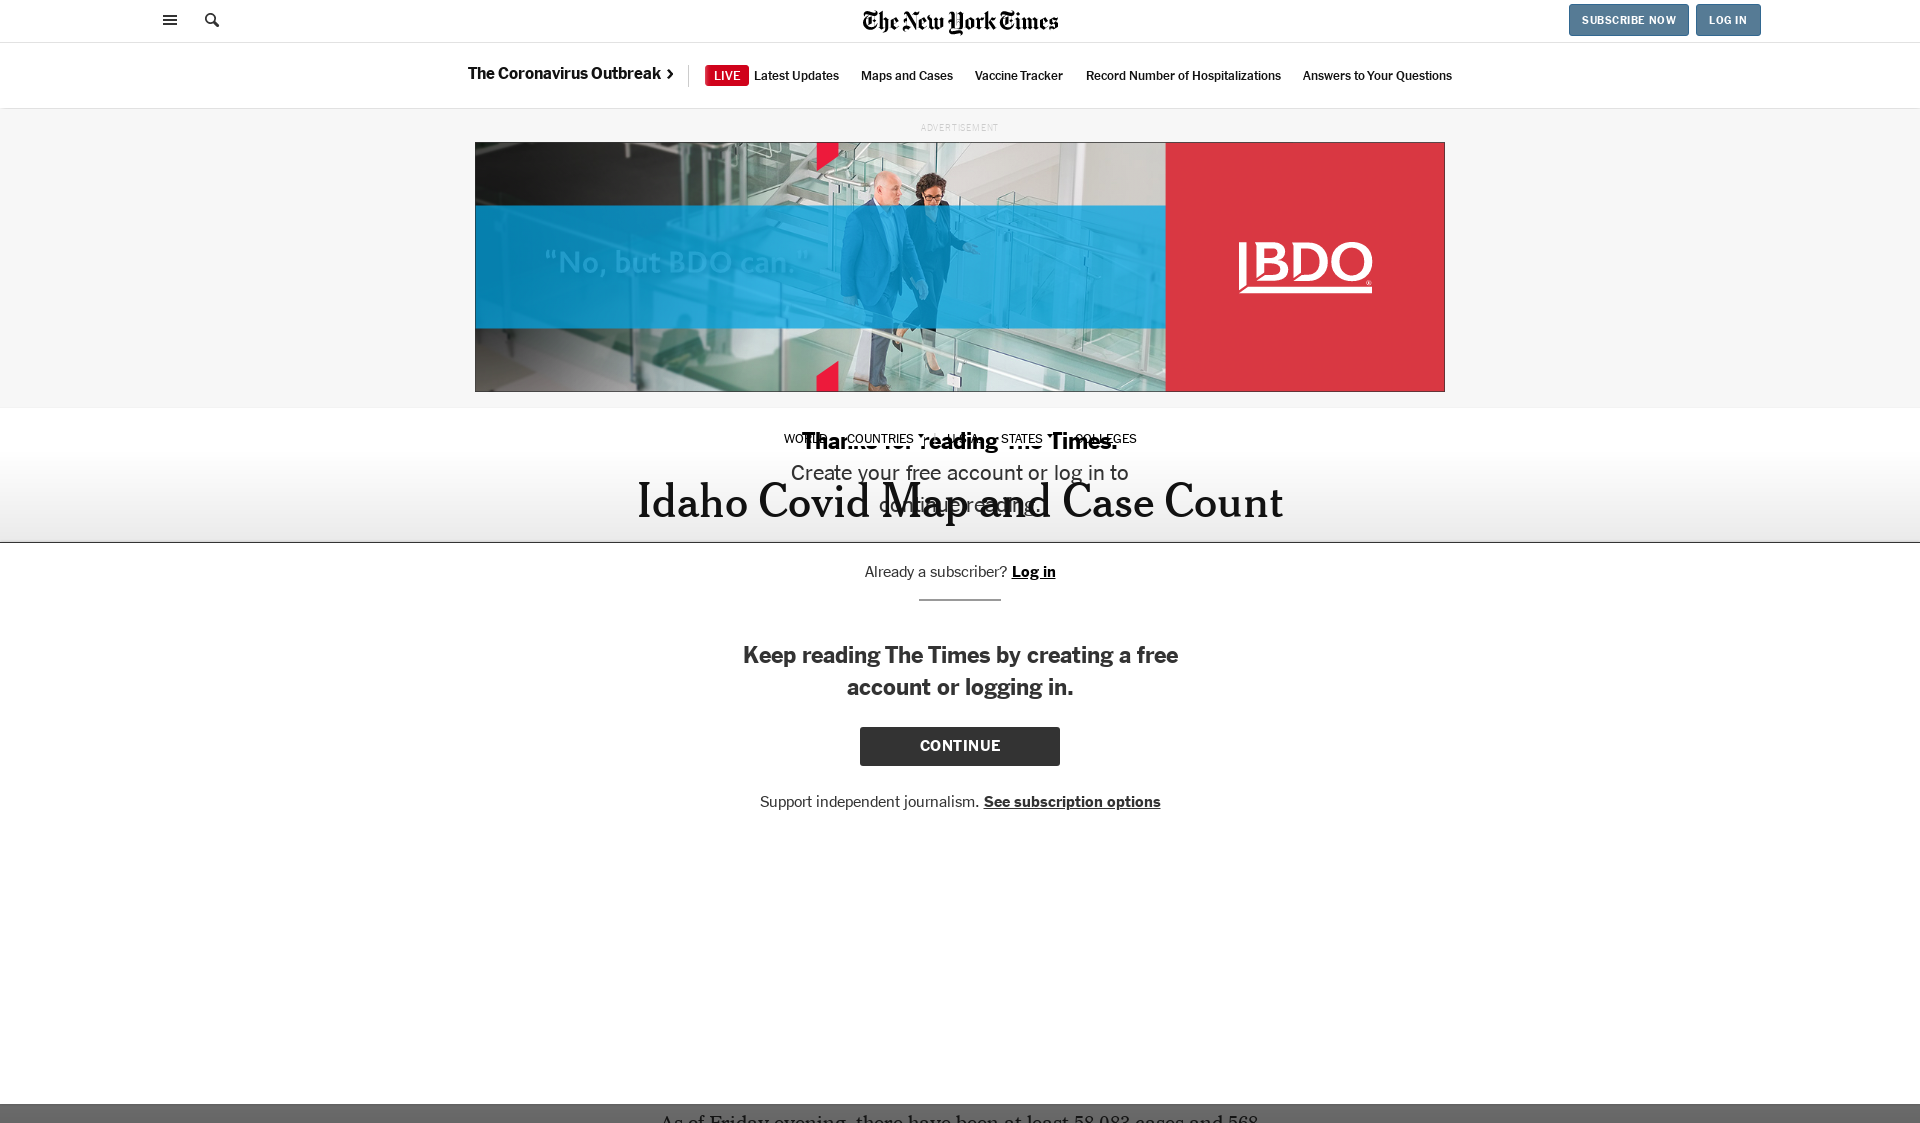 The New York Times
SUBSCRIBE NOW
LOG IN
The Coronavirus Outbreak
LIVE Latest Updates
Maps and Cases
Vaccine Tracker
Record Number of Hospitalizations
Answers to Your Questions
ADVERTISEMENT
“No, but BDO can.”
BDO
WORLD COUNTRIES U.S.A. STATES COLLEGES
Thanks for reading The Times.
Create your free account or log in to
continue reading.
Idaho Covid Map and Case Count
Already a subscriber? Log in
Keep reading The Times by creating a free
account or logging in.
CONTINUE
Support independent journalism. See subscription options
As of Friday evening, there have been at least 58,083 cases and 568